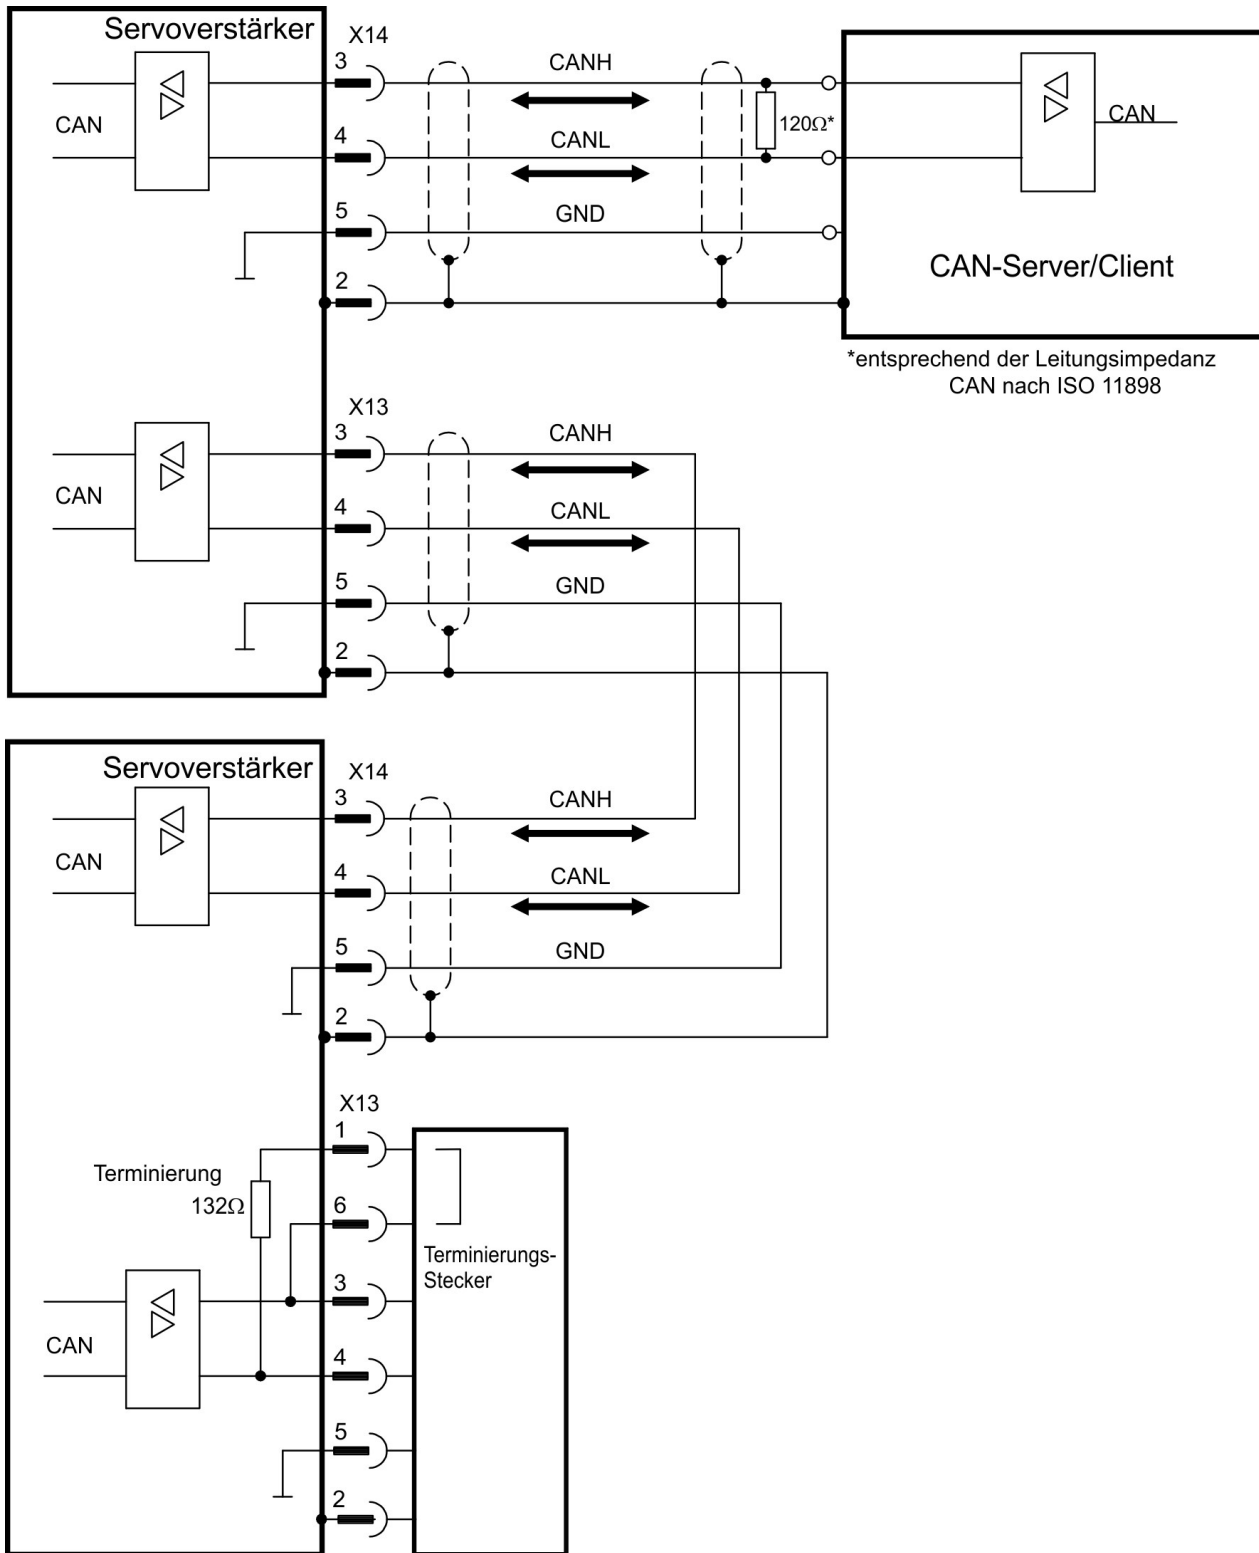 Servoverstärker
X14
3
CANH
CAN
120Ω*
CAN
4
CANL
5
GND
CAN-Server/Client
2
*entsprechend der Leitungsimpedanz
CAN nach ISO 11898
X13
3
CANH
CAN
4
CANL
5
GND
2
Servoverstärker
X14
3
CANH
CAN
4
CANL
5
GND
2
X13
1
Terminierung
132Ω
6
Terminierungs-
Stecker
3
CAN
4
5
2